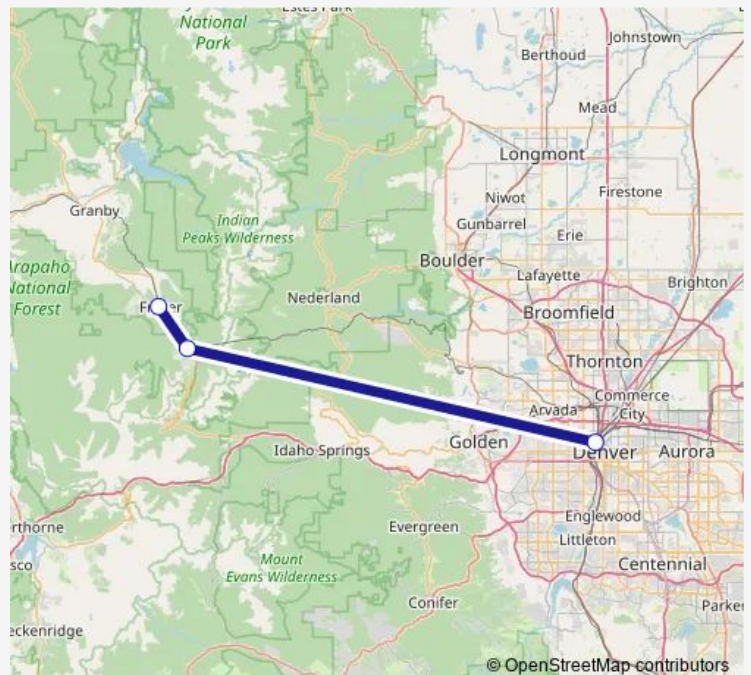 Estes Park
Johnstown
National
Park
Berthoud
Mead
Longmont
Niwot
Firestone
Granby
Gunbarrel
Indian
Peaks Wilderness
Erie
Boulder
Arapaho
National
Forest
Lafayette
Brighton
Nederland
Broomfield
Thornton
Commerce
City
Arvada
Golden
Idaho Springs
Denver
Aurora
Evergreen
Englewood
Littleton
Mount
Evans Wilderness
Centennial
Conifer
Parker
© OpenStreetMap contributors